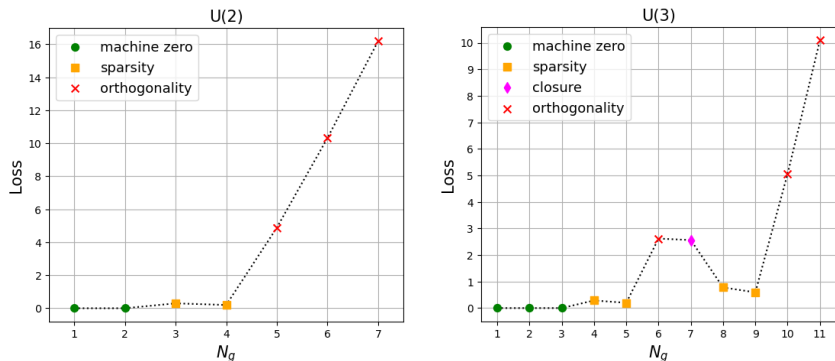 U(2)
Loss
16
14
12
10
8
6
4
2
0
machine zero
sparsity
orthogonality
1 2 3 4 5 6 7
N_g
U(3)
Loss
10
9
8
7
6
5
4
3
2
1
0
machine zero
sparsity
closure
orthogonality
1 2 3 4 5 6 7 8 9 10 11
N_g